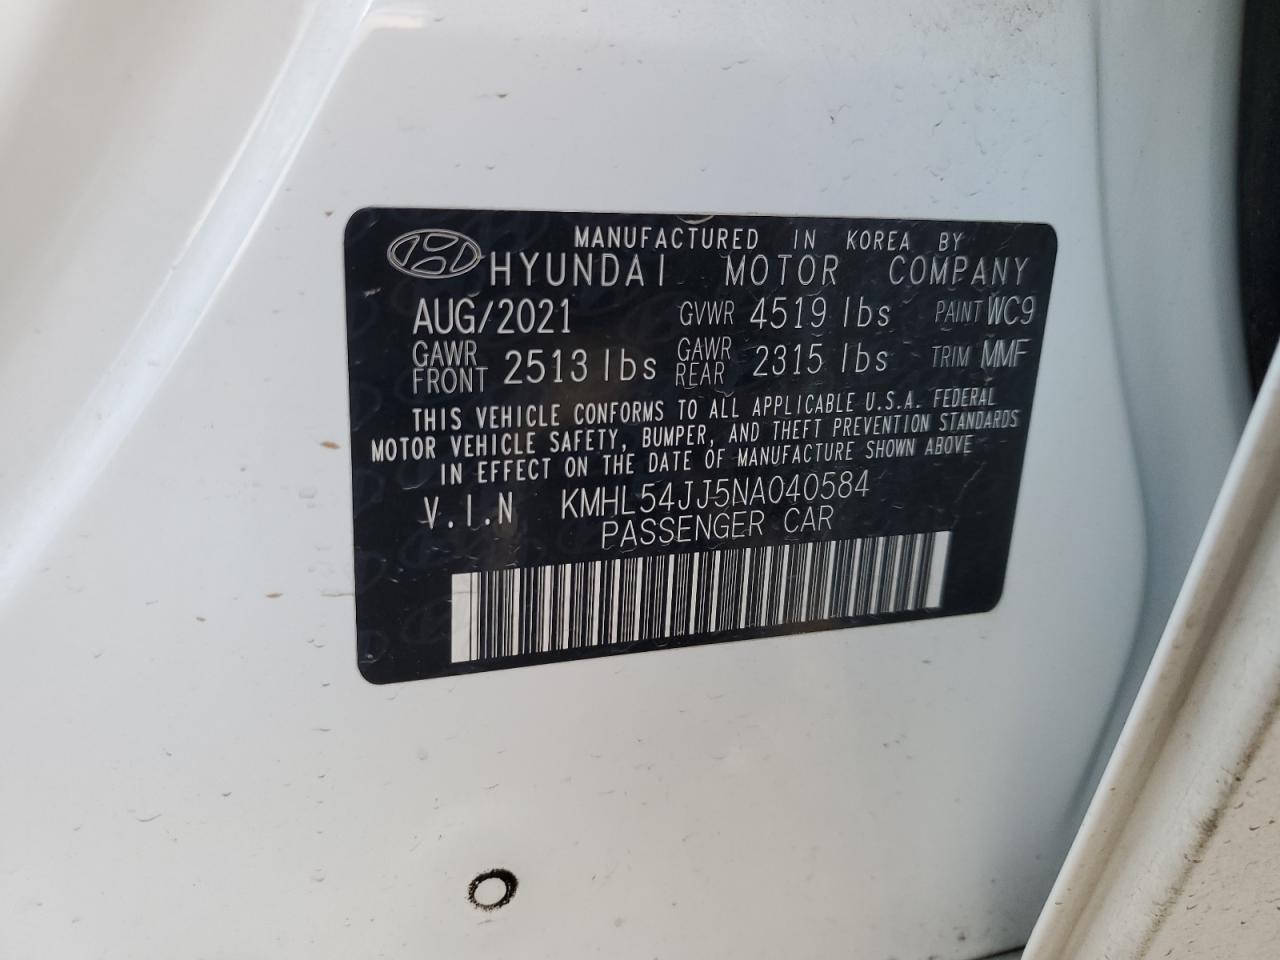 MANUFACTURED IN KOREA BY
HYUNDAI MOTOR COMPANY
AUG/2021 GVWR 4519 lbs PAINT WC9
GAWR FRONT 2513 lbs GAWR REAR 2315 lbs TRIM MMF
THIS VEHICLE CONFORMS TO ALL APPLICABLE U.S.A. FEDERAL
MOTOR VEHICLE SAFETY, BUMPER, AND THEFT PREVENTION STANDARDS
IN EFFECT ON THE DATE OF MANUFACTURE SHOWN ABOVE
V.I.N KMHL54JJ5NA040584
PASSENGER CAR